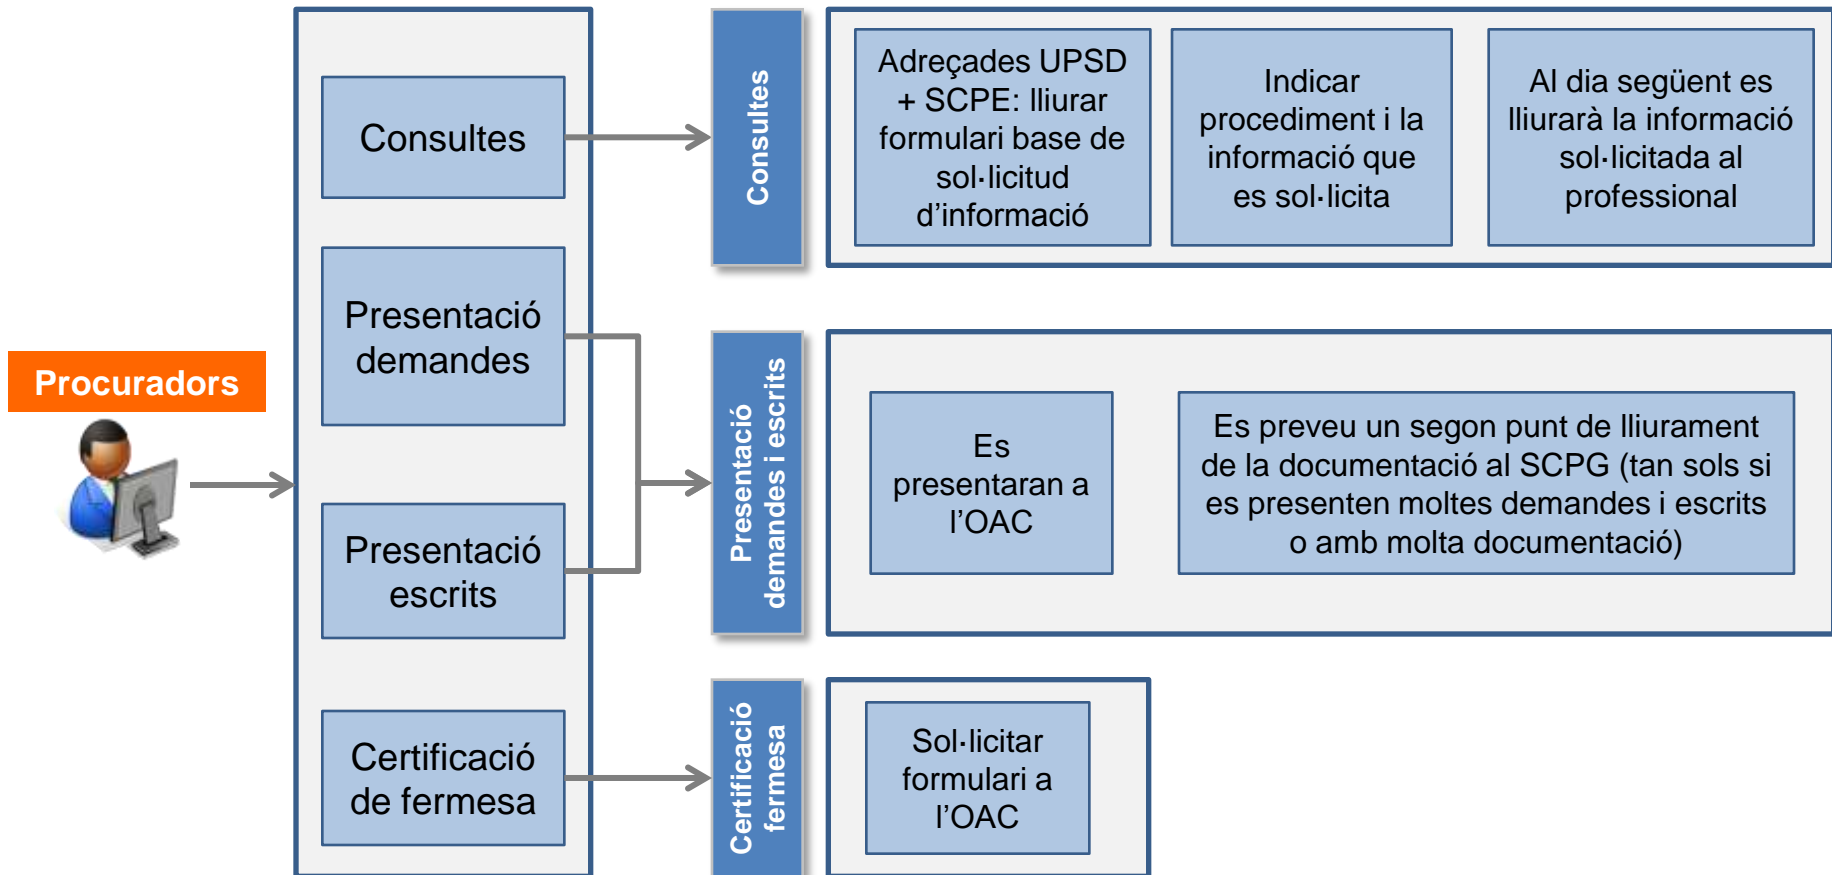 Procuradors
Consultes
Presentació
demandes
Presentació
escrits
Certificació
de fermesa
Consultes
Adreçades UPSD
+ SCPE: lliurar
formulari base de
sol·licitud
d’informació
Indicar
procediment i la
informació que
es sol·licita
Al dia següent es
lliurarà la informació
sol·licitada al
professional
Presentació
demandes i escrits
Es
presentaran a
l’OAC
Es preveu un segon punt de lliurament
de la documentació al SCPG (tan sols si
es presenten moltes demandes i escrits
o amb molta documentació)
Certificació
fermesa
Sol·licitar
formulari a
l’OAC